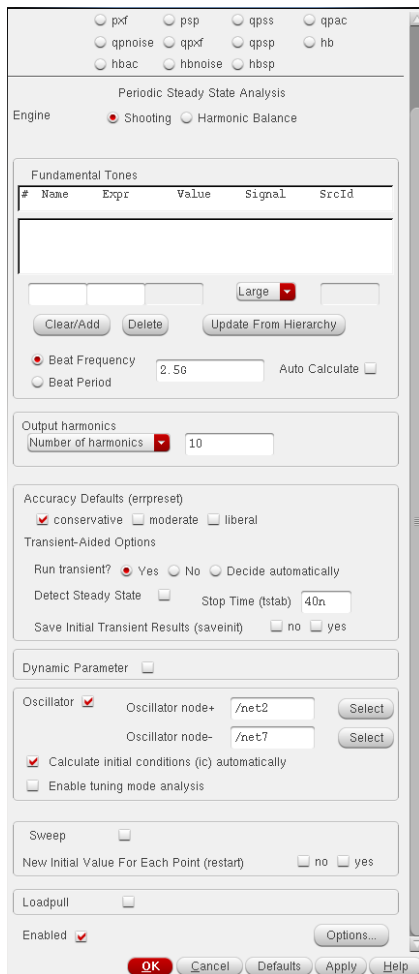 pxf psp qpss qpac
qpnoise qpxf qpsp hb
hbac hbnoise hbsp
Periodic Steady State Analysis
Engine Shooting Harmonic Balance
Fundamental Tones
# Name Expr Value Signal SrcId
Large
Clear/Add Delete Update From Hierarchy
Beat Frequency 2.5G Auto Calculate
Beat Period
Output harmonics
Number of harmonics 10
Accuracy Defaults (errpreset)
conservative moderate liberal
Transient-Aided Options
Run transient? Yes No Decide automatically
Detect Steady State Stop Time (tstab) 40n
Save Initial Transient Results (saveinit) no yes
Dynamic Parameter
Oscillator Oscillator node+ /net2 Select
Oscillator node- /net7 Select
Calculate initial conditions (ic) automatically
Enable tuning mode analysis
Sweep
New Initial Value For Each Point (restart) no yes
Loadpull
Enabled Options...
OK Cancel Defaults Apply Help